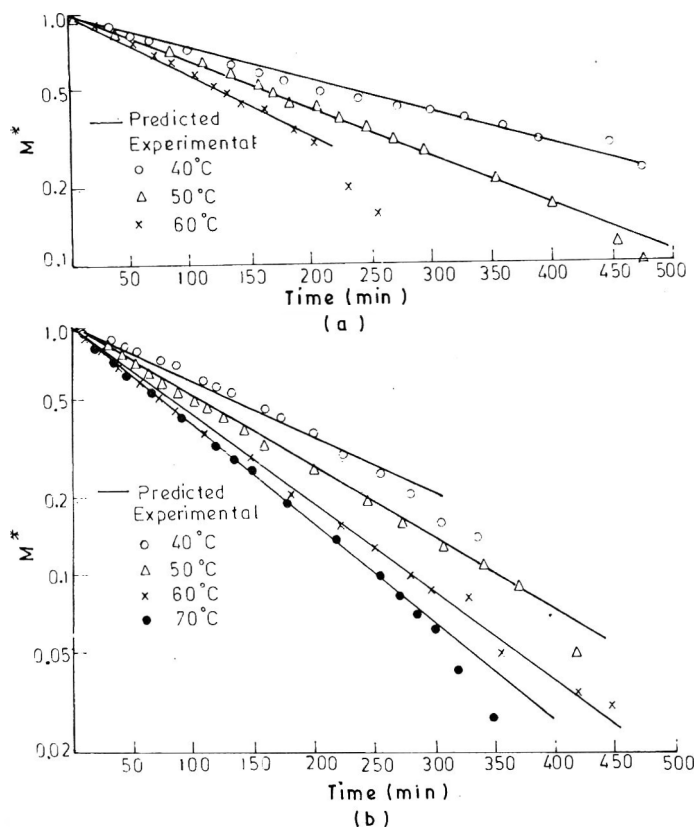 1.0
0.5
0.2
0.1
M*
Predicted
Experimental
○ 40°C
△ 50°C
× 60°C
50 100 150 200 250 300 350 400 450 500
Time (min)
(a)
1.0
0.5
0.2
0.1
0.05
0.02
M*
Predicted
Experimental
○ 40°C
△ 50°C
× 60°C
● 70°C
50 100 150 200 250 300 350 400 450 500
Time (min)
(b)